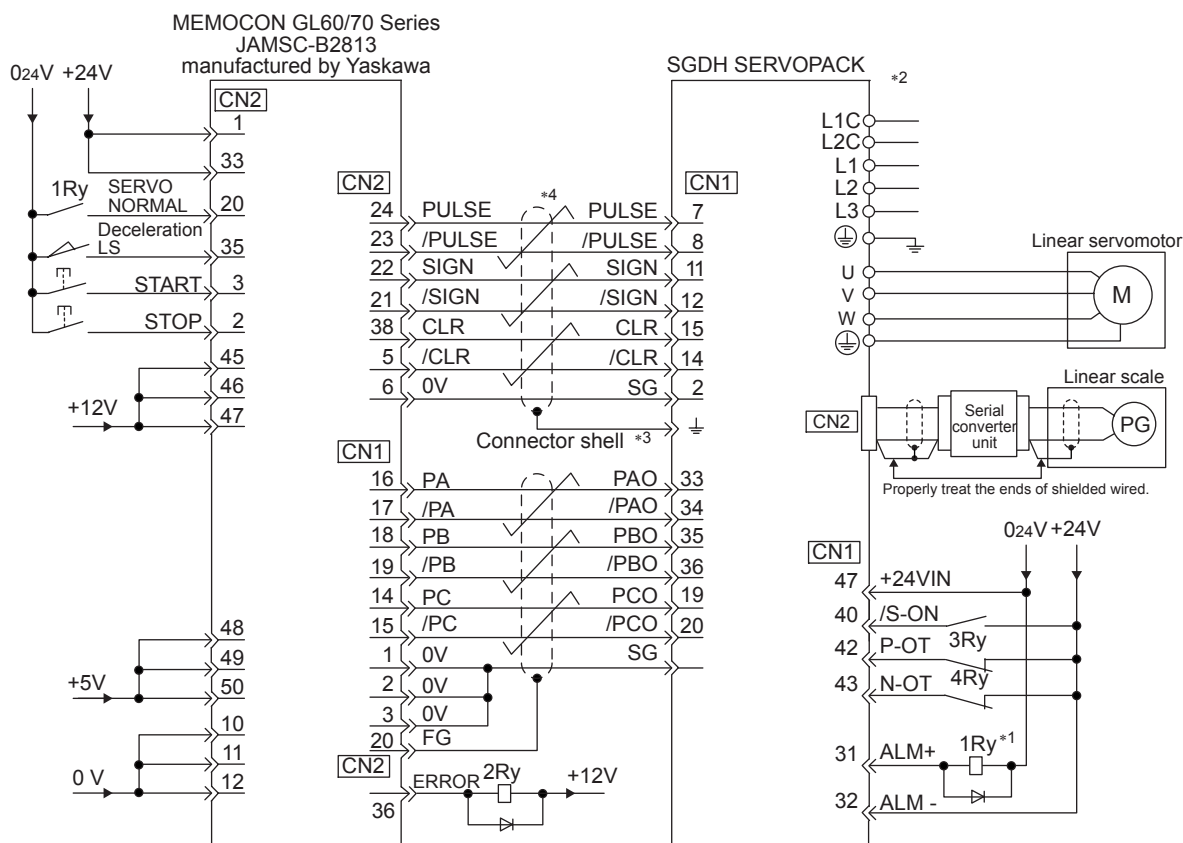 MEMOCON GL60/70 Series
JAMSC-B2813
manufactured by Yaskawa
024V +24V
CN2
1
33
1Ry SERVO NORMAL 20
Deceleration
LS 35
START 3
STOP 2
45
46
+12V 47
48
49
+5V 50
10
11
0 V 12
SGDH SERVOPACK *2
CN2 *4 CN1
24 PULSE PULSE 7
23 /PULSE /PULSE 8
22 SIGN SIGN 11
21 /SIGN /SIGN 12
38 CLR CLR 15
5 /CLR /CLR 14
6 0V SG 2
Connector shell *3
CN1
16 PA PAO 33
17 /PA /PAO 34
18 PB PBO 35
19 /PB /PBO 36
14 PC PCO 19
15 /PC /PCO 20
1 0V SG
2 0V
3 0V
20 FG
CN2
36 ERROR 2Ry +12V
L1C
L2C
L1
L2
L3
Linear servomotor
U
V
W
M
Linear scale
CN2
Serial
converter
unit
PG
Properly treat the ends of shielded wired.
024V +24V
CN1
47 +24VIN
40 /S-ON
3Ry
42 P-OT
4Ry
43 N-OT
31 ALM+ 1Ry *1
32 ALM -